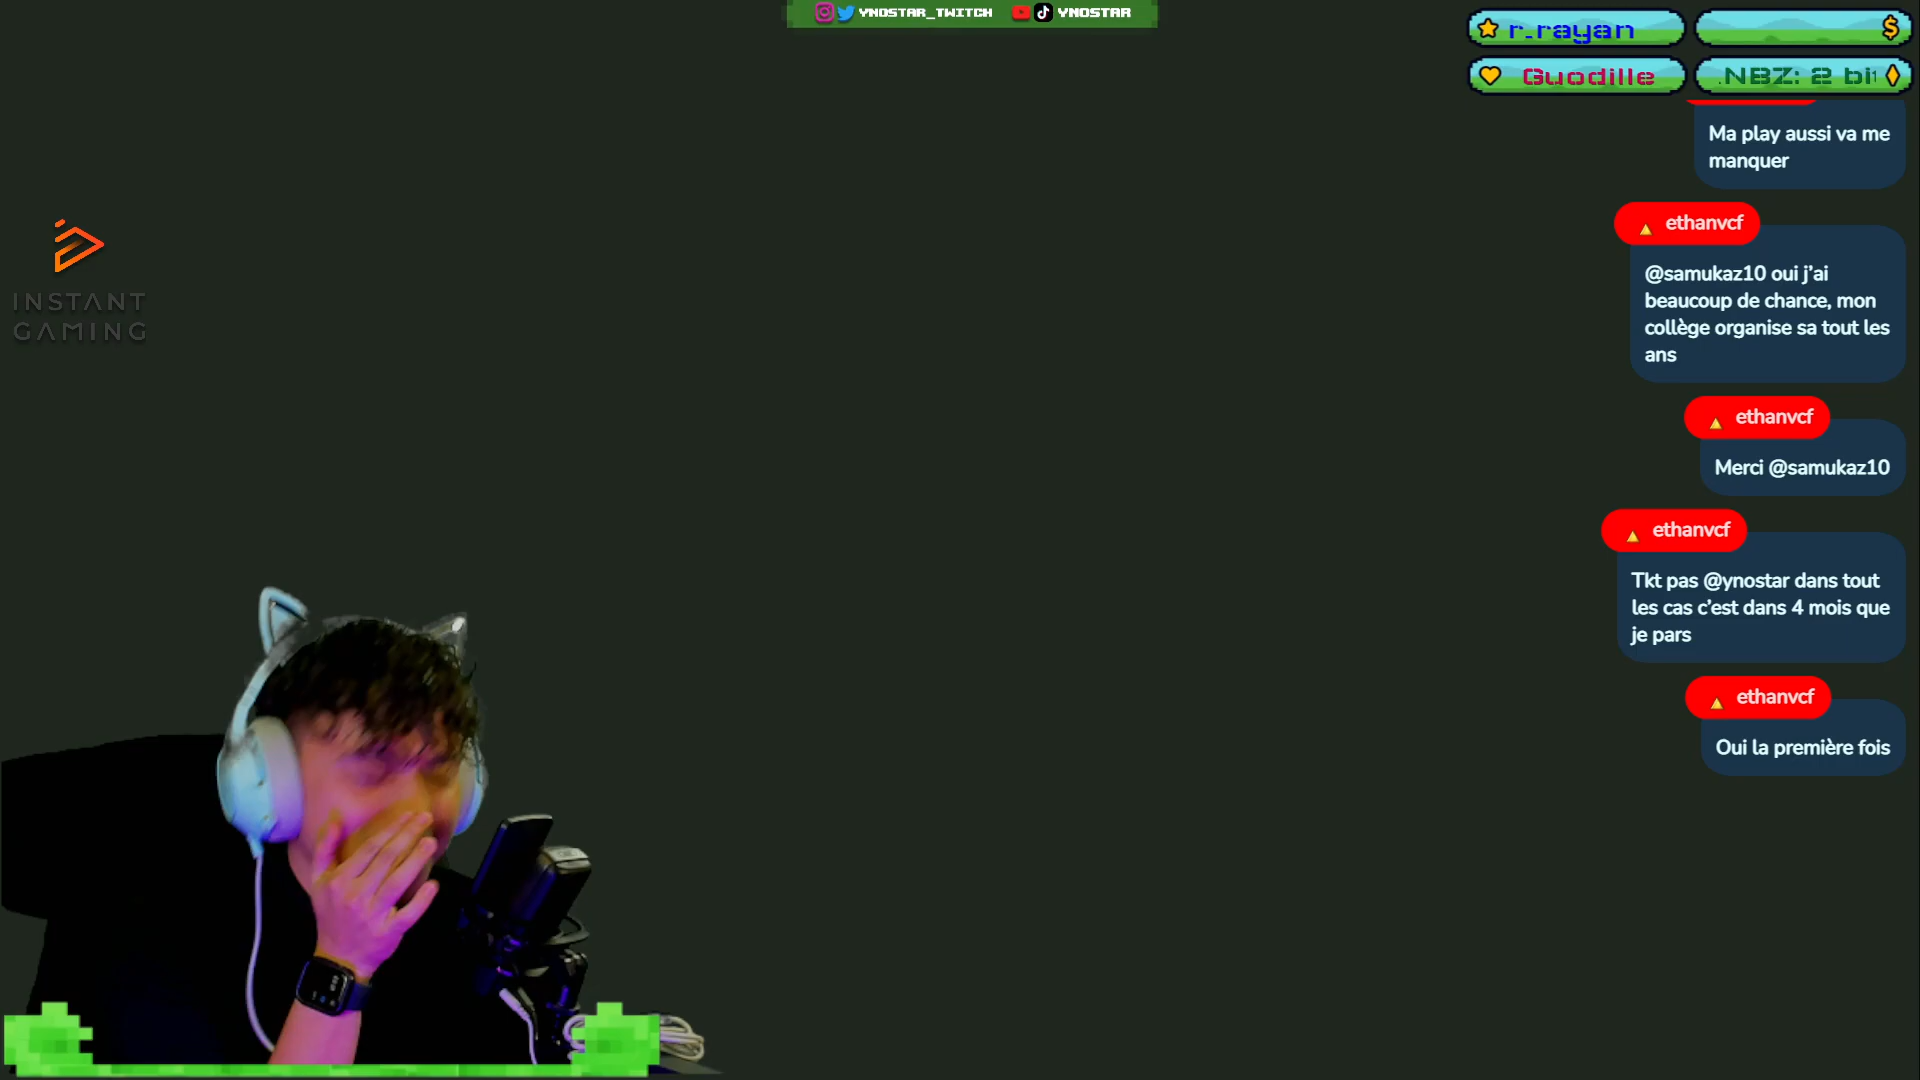 YNOSTAR_TWITCH YNOSTAR
r.rayan
$
Guodille
.NBZ: 2 bit
Ma play aussi va me
manquer
ethanvcf
@samukaz10 oui j’ai
beaucoup de chance, mon
collège organise sa tout les
ans
ethanvcf
Merci @samukaz10
ethanvcf
Tkt pas @ynostar dans tout
les cas c’est dans 4 mois que
je pars
ethanvcf
Oui la première fois
INSTANT
GAMING